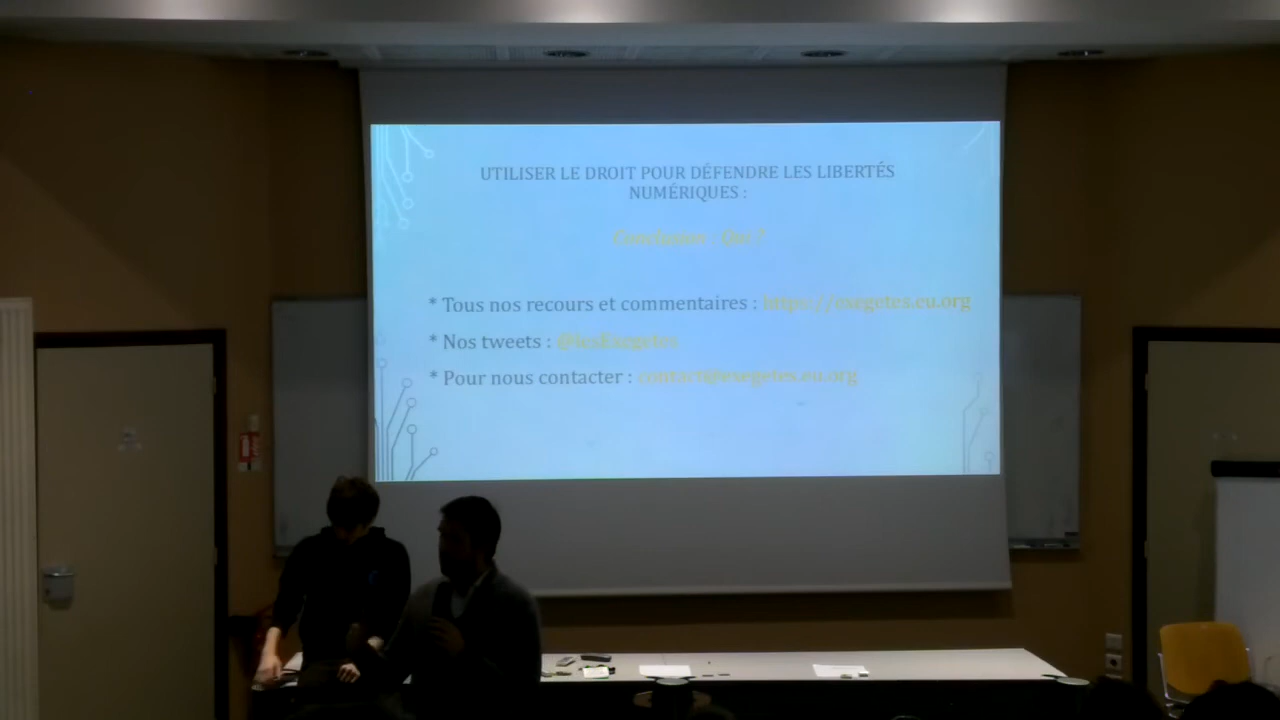 UTILISER LE DROIT POUR DÉFENDRE LES LIBERTÉS
NUMÉRIQUES :
Conclusion : Qui ?
* Tous nos recours et commentaires : https://exegetes.eu.org
* Nos tweets : @lesExegetes
* Pour nous contacter : contact@exegetes.eu.org